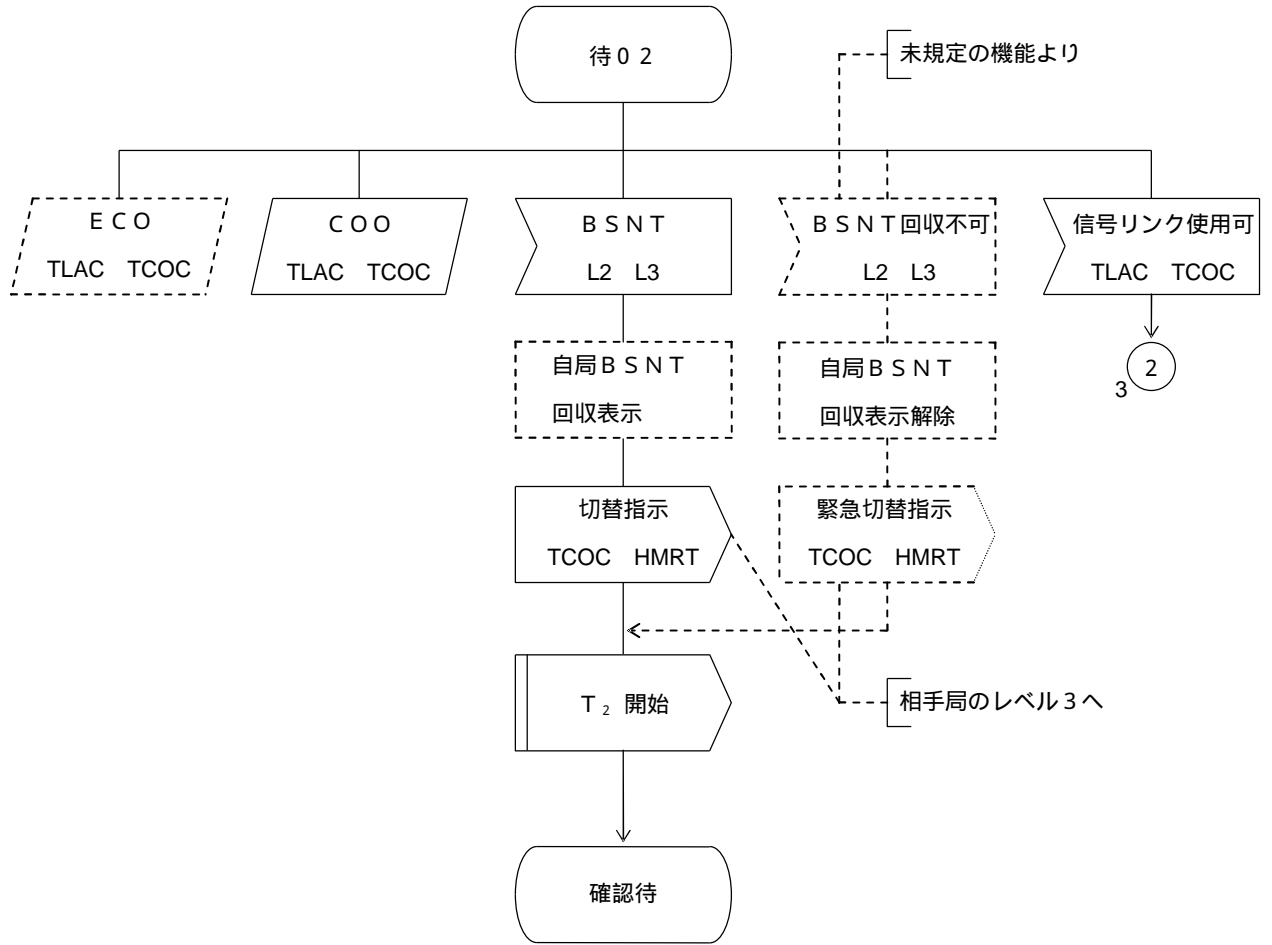 待０２
未規定の機能より
ＥＣＯ
TLAC TCOC
ＣＯＯ
TLAC TCOC
ＢＳＮＴ
L2 L3
ＢＳＮＴ回収不可
L2 L3
信号リンク使用可
TLAC TCOC
自局ＢＳＮＴ
回収表示
自局ＢＳＮＴ
回収表示解除
2
3
切替指示
TCOC HMRT
緊急切替指示
TCOC HMRT
Ｔ₂ 開始
相手局のレベル３へ
確認待